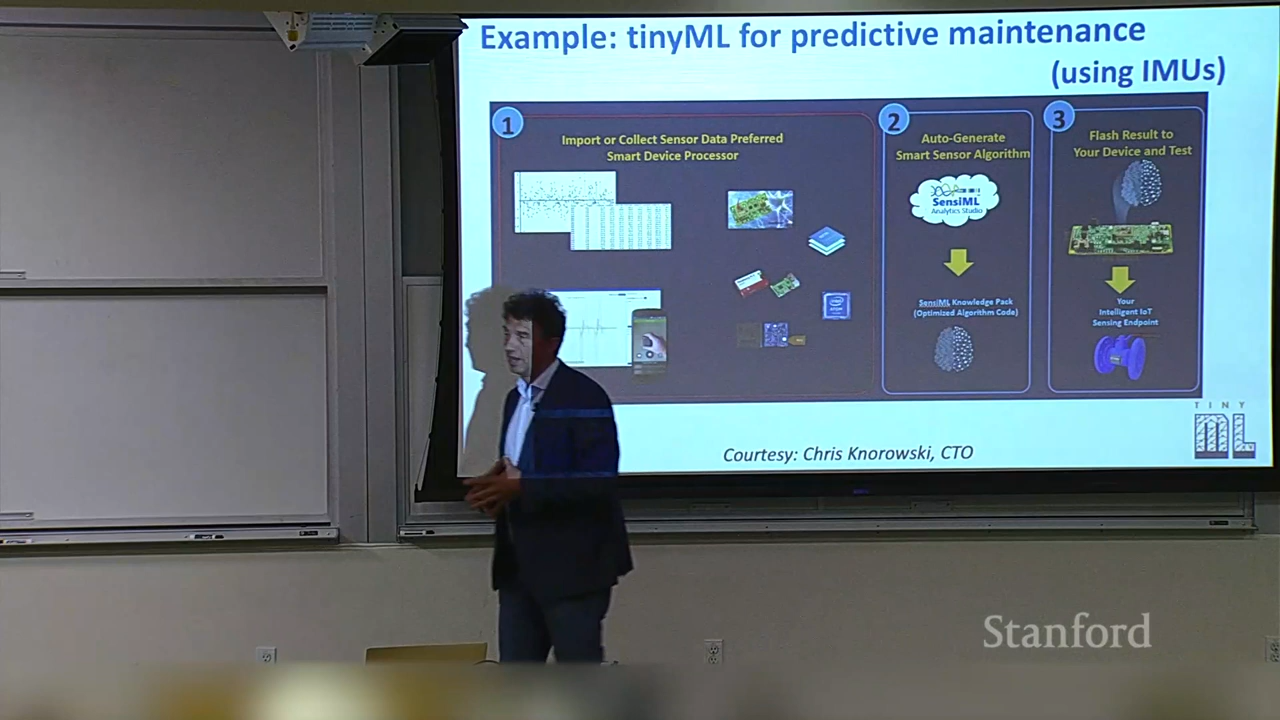 Example: tinyML for predictive maintenance
(using IMUs)
1
Import or Collect Sensor Data Preferred
Smart Device Processor
2
Auto-Generate
Smart Sensor Algorithm
SensiML
Analytics Studio
SensiML Knowledge Pack
(Optimized Algorithm Code)
3
Flash Result to
Your Device and Test
Your
Intelligent IoT
Sensing Endpoint
Courtesy: Chris Knorowski, CTO
TINY
ML
Stanford